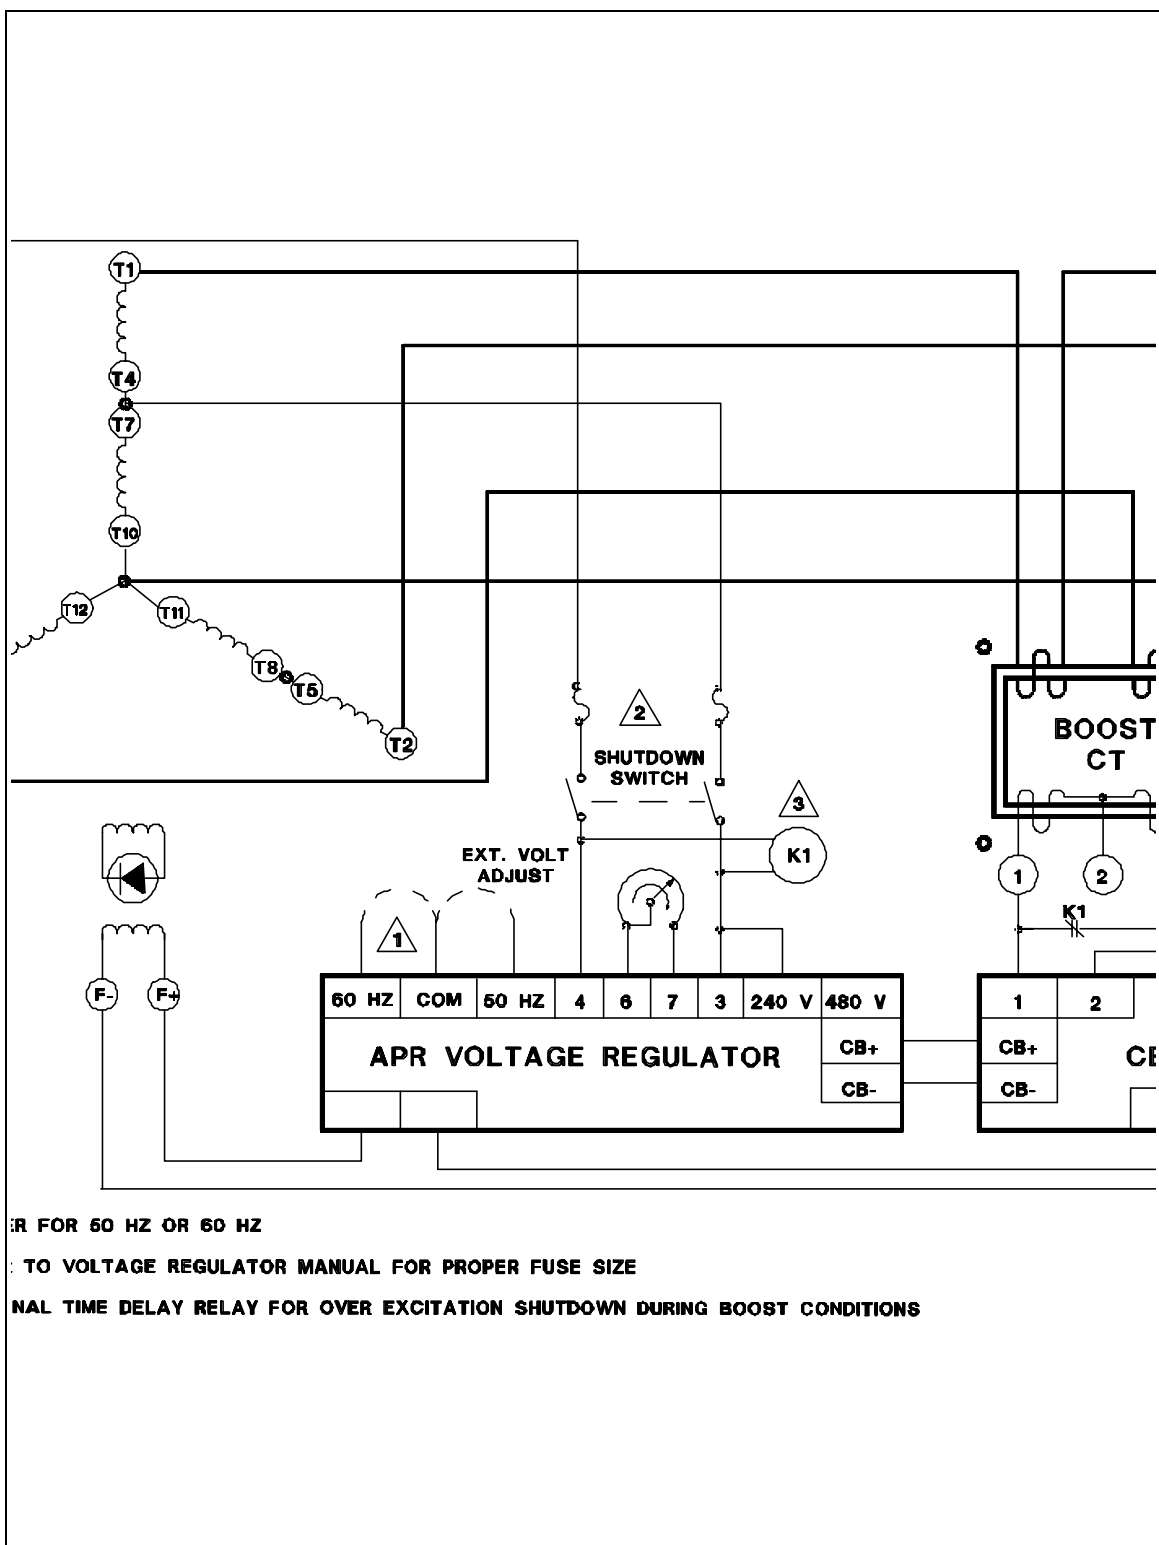 T1
T4
T7
T10
T12
T11
T8
T5
T2
2
SHUTDOWN
SWITCH
BOOST
CT
3
K1
EXT. VOLT
ADJUST
1
2
K1
1
F-
F+
60 HZ COM 50 HZ 4 6 7 3 240 V 480 V
1 2
APR VOLTAGE REGULATOR
CB+
CB+
CB-
CB-
FOR 50 HZ OR 60 HZ
TO VOLTAGE REGULATOR MANUAL FOR PROPER FUSE SIZE
NAL TIME DELAY RELAY FOR OVER EXCITATION SHUTDOWN DURING BOOST CONDITIONS